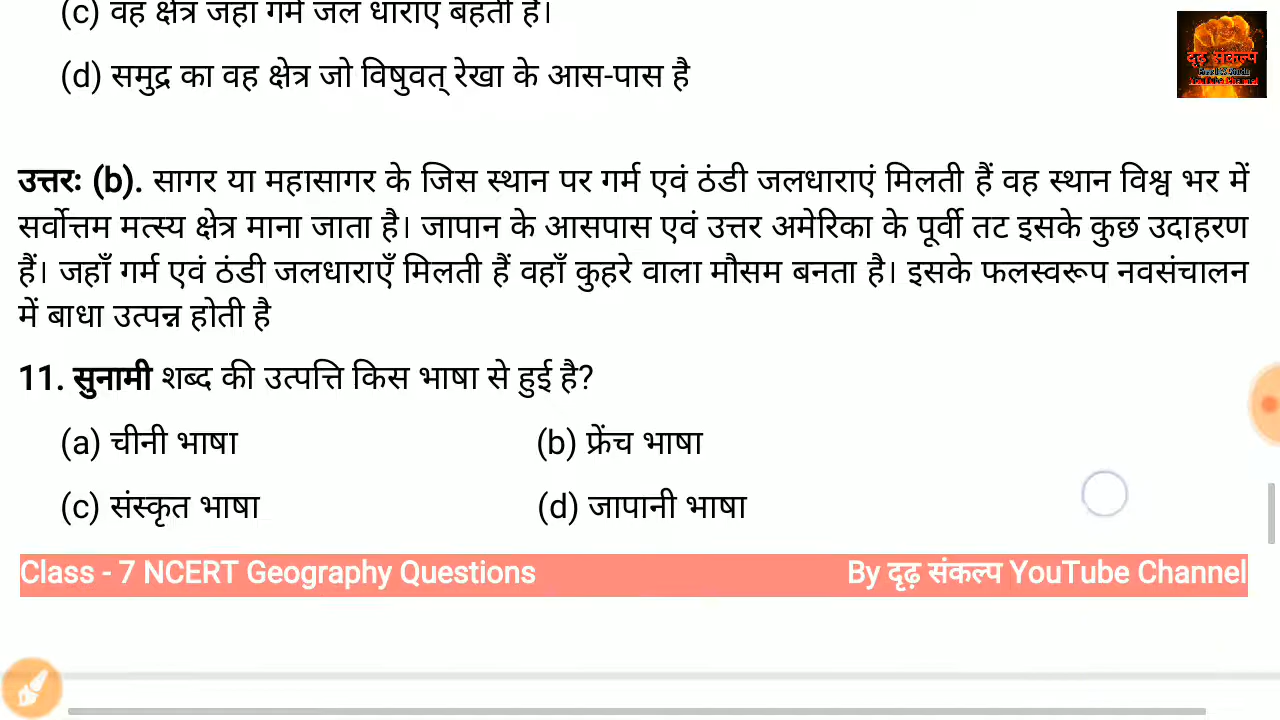 (c) वह क्षेत्र जहाँ गर्म जल धाराएं बहती हैं।
(d) समुद्र का वह क्षेत्र जो विषुवत् रेखा के आस-पास है
दृढ़ संकल्प
उत्तरः (b). सागर या महासागर के जिस स्थान पर गर्म एवं ठंडी जलधाराएं मिलती हैं वह स्थान विश्व भर में
सर्वोत्तम मत्स्य क्षेत्र माना जाता है। जापान के आसपास एवं उत्तर अमेरिका के पूर्वी तट इसके कुछ उदाहरण
हैं। जहाँ गर्म एवं ठंडी जलधाराएँ मिलती हैं वहाँ कुहरे वाला मौसम बनता है। इसके फलस्वरूप नवसंचालन
में बाधा उत्पन्न होती है
11. सुनामी शब्द की उत्पत्ति किस भाषा से हुई है?
(a) चीनी भाषा (b) फ्रेंच भाषा
(c) संस्कृत भाषा (d) जापानी भाषा
Class - 7 NCERT Geography Questions By दृढ़ संकल्प YouTube Channel